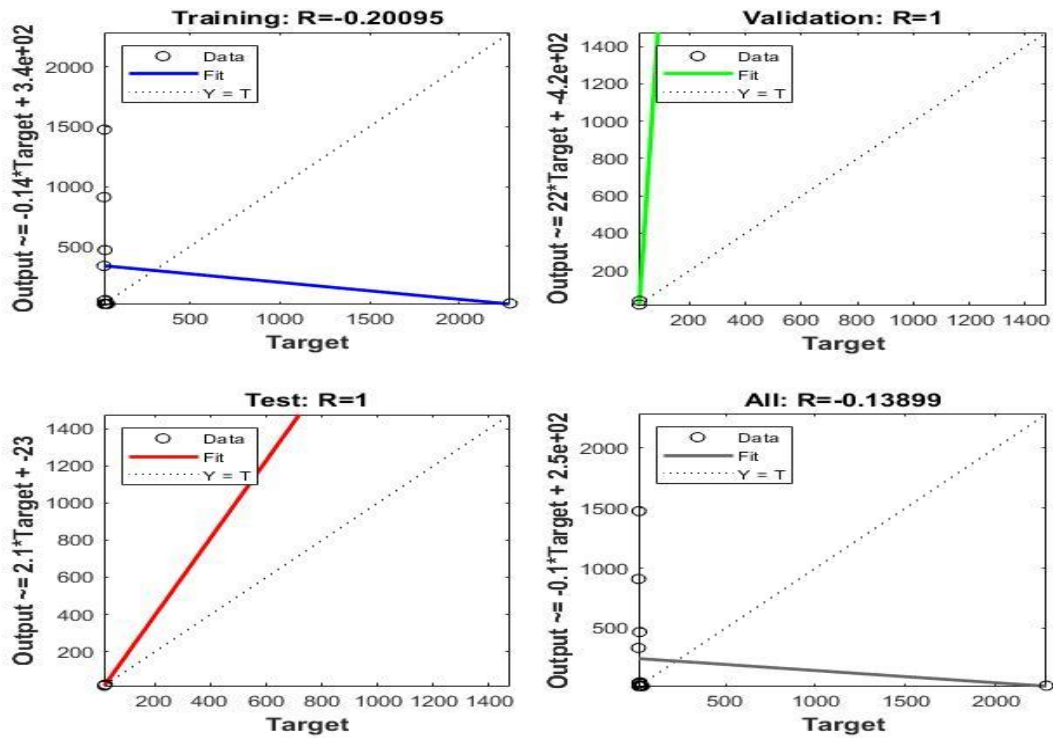 Training: R=-0.20095
Output ~= -0.14*Target + 3.4e+02
2000
1500
1000
500
Data
Fit
Y = T
500 1000 1500 2000
Target
Validation: R=1
Output ~= 22*Target + -4.2e+02
1400
1200
1000
800
600
400
200
Data
Fit
Y = T
200 400 600 800 1000 1200 1400
Target
Test: R=1
Output ~= 2.1*Target + -23
1400
1200
1000
800
600
400
200
Data
Fit
Y = T
200 400 600 800 1000 1200 1400
Target
All: R=-0.13899
Output ~= -0.1*Target + 2.5e+02
2000
1500
1000
500
Data
Fit
Y = T
500 1000 1500 2000
Target